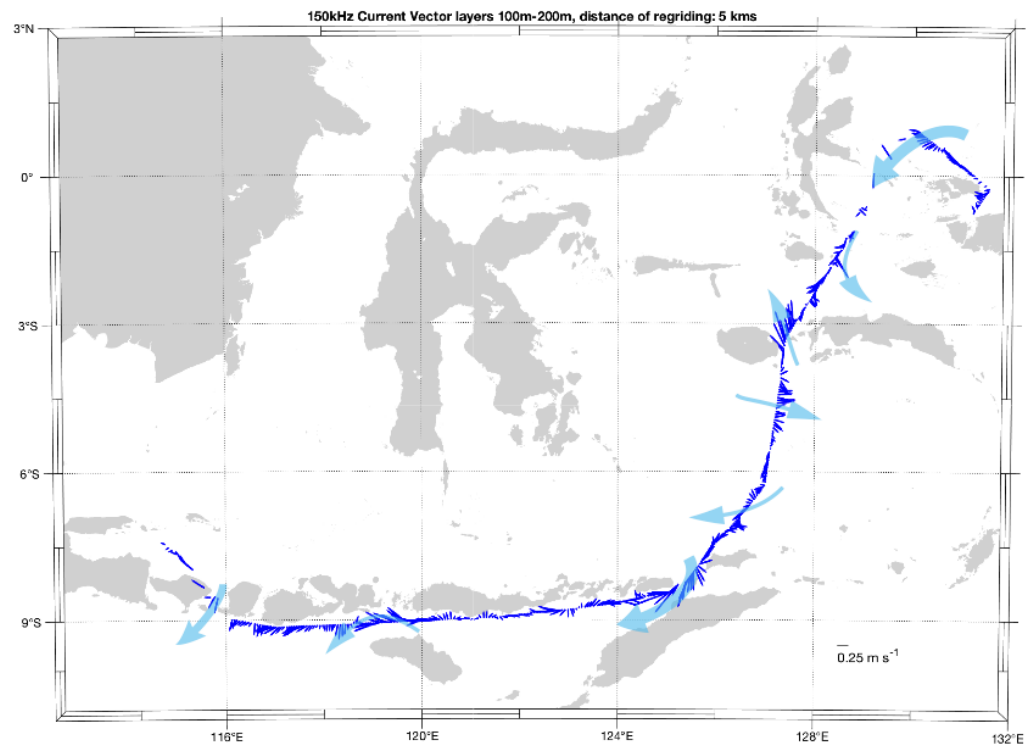 150kHz Current Vector layers 100m-200m, distance of regriding: 5 kms
3°N
0°
3°S
6°S
9°S
0.25 m s⁻¹
116°E 120°E 124°E 128°E 132°E